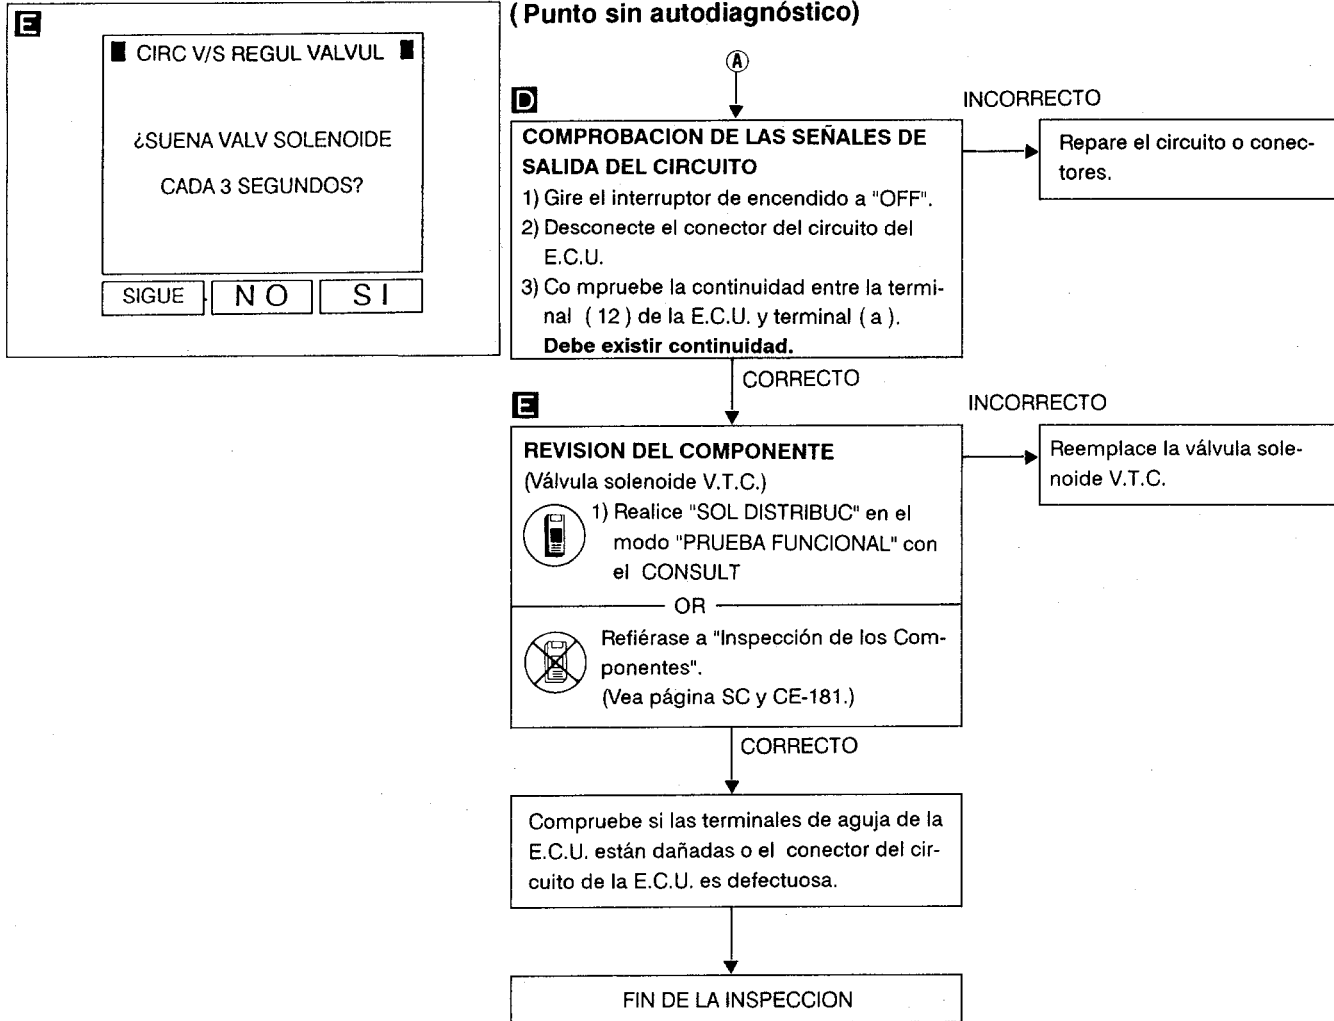 E
CIRC V/S REGUL VALVUL
¿SUENA VALV SOLENOIDE
CADA 3 SEGUNDOS?
SIGUE
N O
S I
( Punto sin autodiagnóstico)
A
D
COMPROBACION DE LAS SEÑALES DE
SALIDA DEL CIRCUITO
1) Gire el interruptor de encendido a "OFF".
2) Desconecte el conector del circuito del
E.C.U.
3) Co mpruebe la continuidad entre la termi-
nal ( 12 ) de la E.C.U. y terminal ( a ).
Debe existir continuidad.
INCORRECTO
Repare el circuito o conec-
tores.
CORRECTO
E
REVISION DEL COMPONENTE
(Válvula solenoide V.T.C.)
1) Realice "SOL DISTRIBUC" en el
modo "PRUEBA FUNCIONAL" con
el CONSULT
OR
Refiérase a "Inspección de los Com-
ponentes".
(Vea página SC y CE-181.)
INCORRECTO
Reemplace la válvula sole-
noide V.T.C.
CORRECTO
Compruebe si las terminales de aguja de la
E.C.U. están dañadas o el conector del cir-
cuito de la E.C.U. es defectuosa.
FIN DE LA INSPECCION